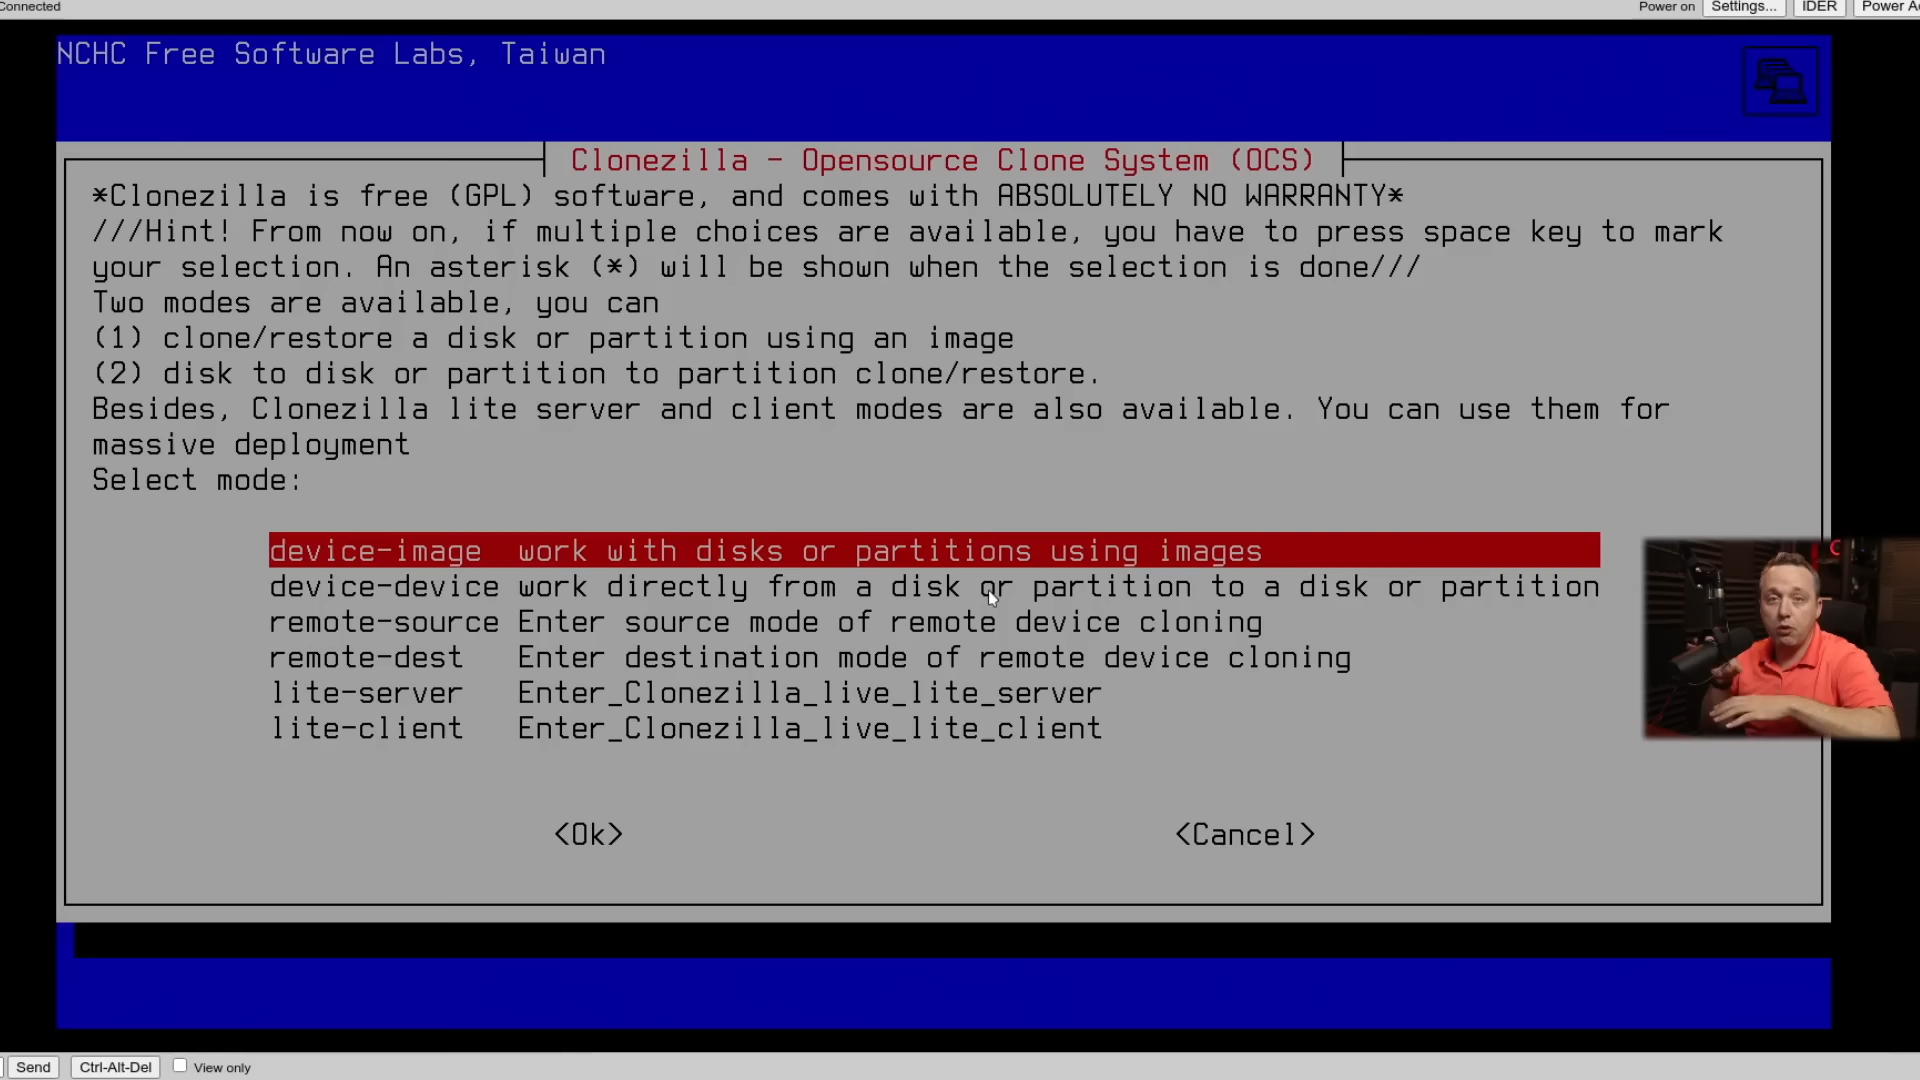 Connected
Power on Settings... IDER
NCHC Free Software Labs, Taiwan
Clonezilla - Opensource Clone System (OCS)
*Clonezilla is free (GPL) software, and comes with ABSOLUTELY NO WARRANTY*
///Hint! From now on, if multiple choices are available, you have to press space key to mark
your selection. An asterisk (*) will be shown when the selection is done///
Two modes are available, you can
(1) clone/restore a disk or partition using an image
(2) disk to disk or partition to partition clone/restore.
Besides, Clonezilla lite server and client modes are also available. You can use them for
massive deployment
Select mode:
device-image work with disks or partitions using images
device-device work directly from a disk or partition to a disk or partition
remote-source Enter source mode of remote device cloning
remote-dest Enter destination mode of remote device cloning
lite-server Enter_Clonezilla_live_lite_server
lite-client Enter_Clonezilla_live_lite_client
<Ok> <Cancel>
Send Ctrl-Alt-Del View only